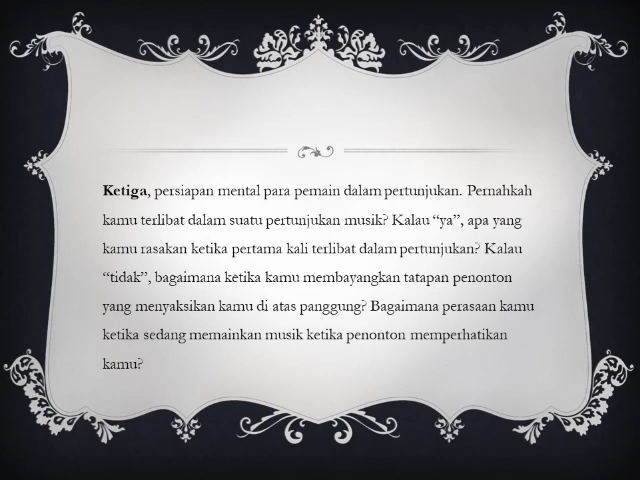 Ketiga, persiapan mental para pemain dalam pertunjukan. Pernahkah
kamu terlibat dalam suatu pertunjukan musik? Kalau “ya”, apa yang
kamu rasakan ketika pertama kali terlibat dalam pertunjukan? Kalau
“tidak”, bagaimana ketika kamu membayangkan tatapan penonton
yang menyaksikan kamu di atas panggung? Bagaimana perasaan kamu
ketika sedang memainkan musik ketika penonton memperhatikan
kamu?